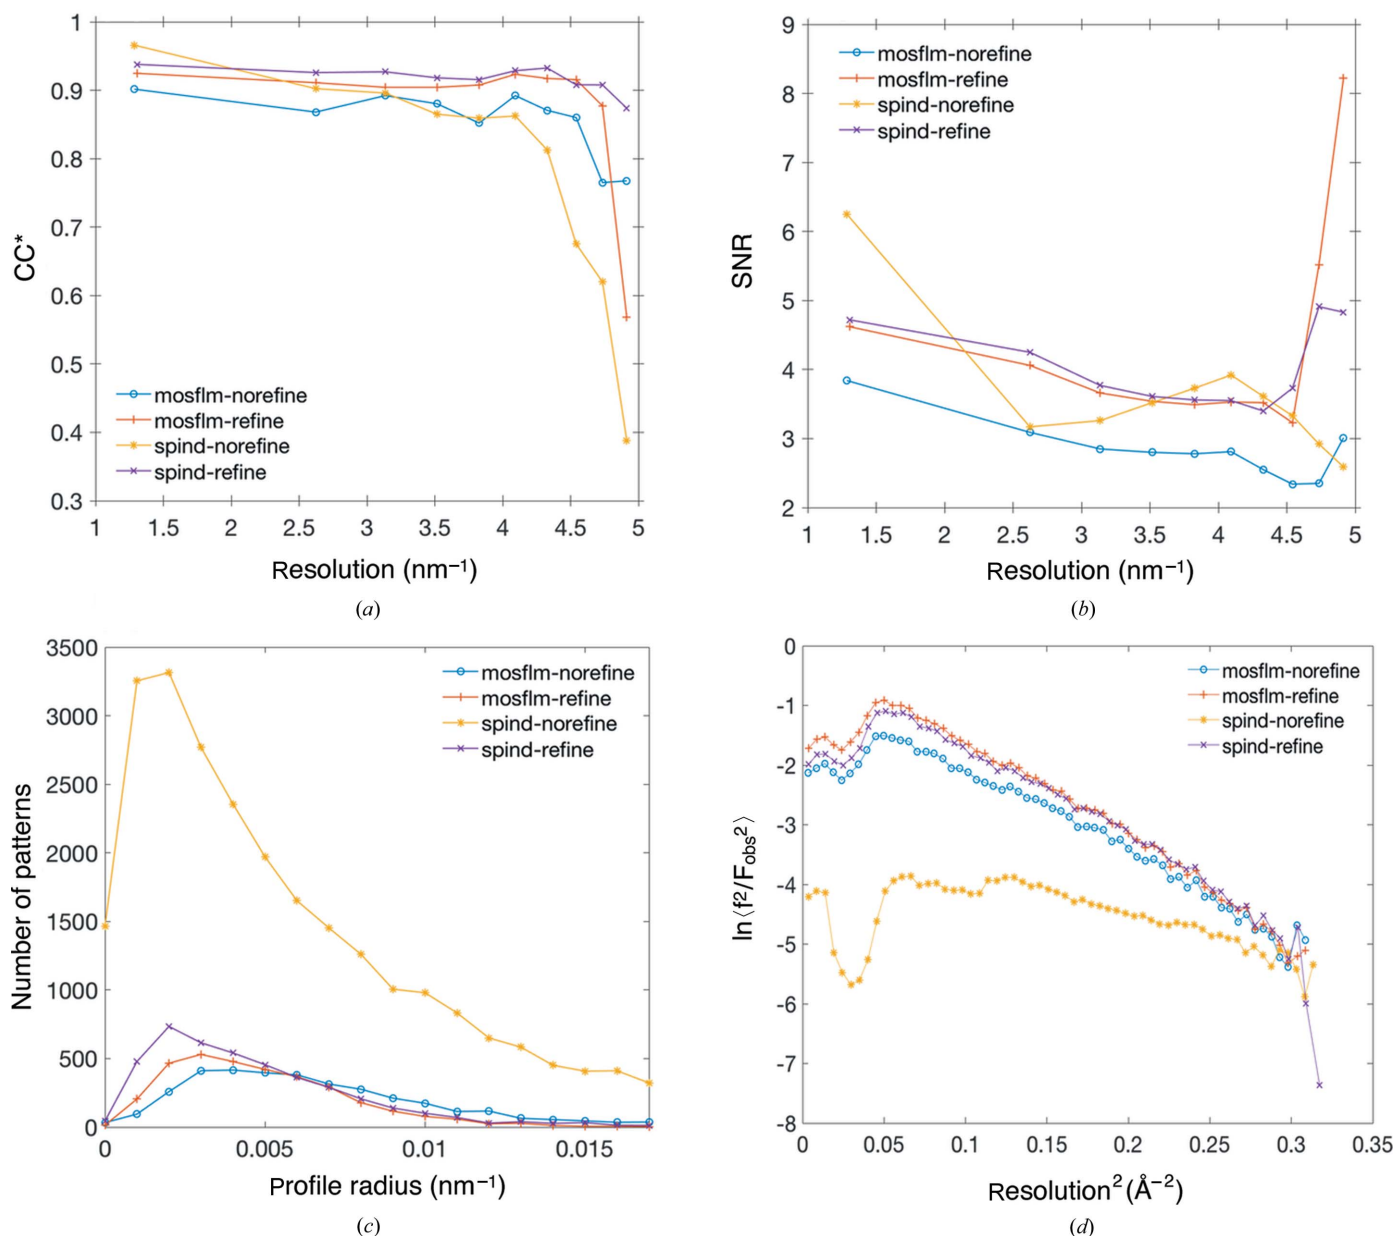 1
0.9
0.8
0.7
0.6
0.5
0.4
0.3
CC*
mosflm-norefine
mosflm-refine
spind-norefine
spind-refine
1 1.5 2 2.5 3 3.5 4 4.5 5
Resolution (nm⁻¹)
(a)
9
8
7
6
5
4
3
2
SNR
mosflm-norefine
mosflm-refine
spind-norefine
spind-refine
1 1.5 2 2.5 3 3.5 4 4.5 5
Resolution (nm⁻¹)
(b)
3500
3000
2500
2000
1500
1000
500
0
Number of patterns
mosflm-norefine
mosflm-refine
spind-norefine
spind-refine
0 0.005 0.01 0.015
Profile radius (nm⁻¹)
(c)
0
-1
-2
-3
-4
-5
-6
-7
-8
ln⟨f²/F_obs²⟩
mosflm-norefine
mosflm-refine
spind-norefine
spind-refine
0 0.05 0.1 0.15 0.2 0.25 0.3 0.35
Resolution² (Å⁻²)
(d)